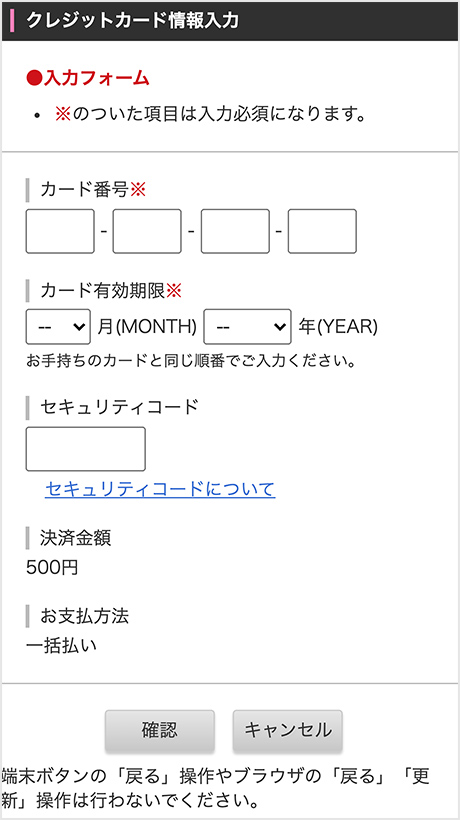 クレジットカード情報入力
●入力フォーム
• ※のついた項目は入力必須になります。
カード番号※
- - -
カード有効期限※
-- 月(MONTH) -- 年(YEAR)
お手持ちのカードと同じ順番でご入力ください。
セキュリティコード
セキュリティコードについて
決済金額
500円
お支払方法
一括払い
確認 キャンセル
端末ボタンの「戻る」操作やブラウザの「戻る」「更
新」操作は行わないでください。